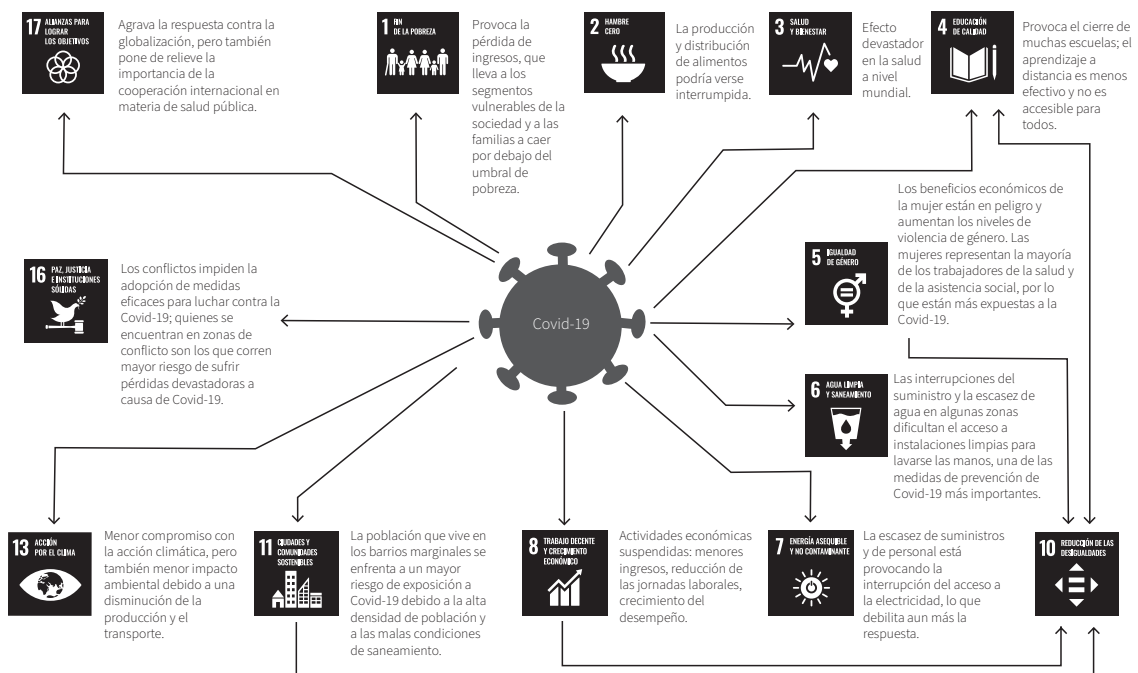 17 ALIANZAS PARA
LOGRAR
LOS OBJETIVOS
Agrava la respuesta contra la
globalización, pero también
pone de relieve la
importancia de la
cooperación internacional en
materia de salud pública.
1 FIN
DE LA POBREZA
Provoca la
pérdida de
ingresos, que
lleva a los
segmentos
vulnerables de la
sociedad y a las
familias a caer
por debajo del
umbral de
pobreza.
2 HAMBRE
CERO
La producción
y distribución
de alimentos
podría verse
interrumpida.
3 SALUD
Y BIENESTAR
Efecto
devastador
en la salud
a nivel
mundial.
4 EDUCACIÓN
DE CALIDAD
Provoca el cierre de
muchas escuelas; el
aprendizaje a
distancia es menos
efectivo y no es
accesible para
todos.
16 PAZ, JUSTICIA
E INSTITUCIONES
SÓLIDAS
Los conflictos impiden la
adopción de medidas
eficaces para luchar contra la
Covid-19; quienes se
encuentran en zonas de
conflicto son los que corren
mayor riesgo de sufrir
pérdidas devastadoras a
causa de Covid-19.
Covid-19
5 IGUALDAD
DE GÉNERO
Los beneficios económicos de
la mujer están en peligro y
aumentan los niveles de
violencia de género. Las
mujeres representan la mayoría
de los trabajadores de la salud y
de la asistencia social, por lo
que están más expuestas a la
Covid-19.
6 AGUA LIMPIA
Y SANEAMIENTO
Las interrupciones del
suministro y la escasez de
agua en algunas zonas
dificultan el acceso a
instalaciones limpias para
lavarse las manos, una de las
medidas de prevención de
Covid-19 más importantes.
13 ACCIÓN
POR EL CLIMA
Menor compromiso con
la acción climática, pero
también menor impacto
ambiental debido a una
disminución de la
producción y el
transporte.
11 CIUDADES Y
COMUNIDADES
SOSTENIBLES
La población que vive en
los barrios marginales se
enfrenta a un mayor
riesgo de exposición a
Covid-19 debido a la alta
densidad de población y
a las malas condiciones
de saneamiento.
8 TRABAJO DECENTE
Y CRECIMIENTO
ECONÓMICO
Actividades económicas
suspendidas: menores
ingresos, reducción de
las jornadas laborales,
crecimiento del
desempeño.
7 ENERGÍA ASEQUIBLE
Y NO CONTAMINANTE
La escasez de suministros
y de personal está
provocando la
interrupción del acceso a
la electricidad, lo que
debilita aun más la
respuesta.
10 REDUCCIÓN DE LAS
DESIGUALDADES